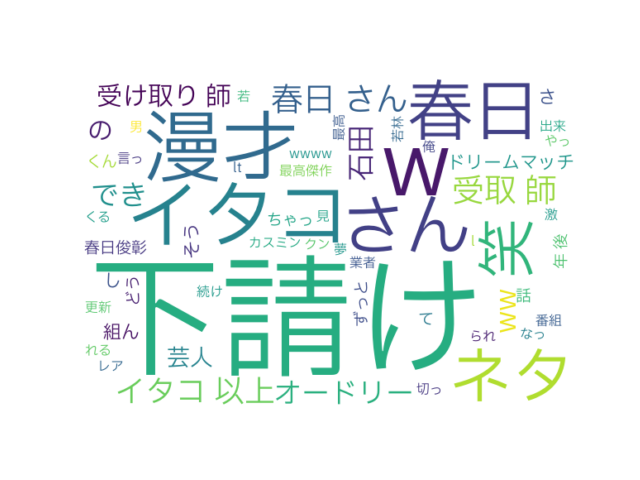 受け取り 師
若
春日 さん
春日
さ
の
漫才
最高
若林
出来
男
石田
俺
やっ
くん
言っ
lt
wwww
w
ドリームマッチ
最高傑作
でき
イタコ
さん
受取 師
笑
くる
ちゃっ
見
激
春日俊彰
そう
カスミン
クン
夢
l
年 後
下請け
業者
し
どう
続け
ずっと
ww
話
更新
組ん
て
番組
れる
芸人
られ
なっ
レア
ネタ
イタコ 以上
オードリー
切っ